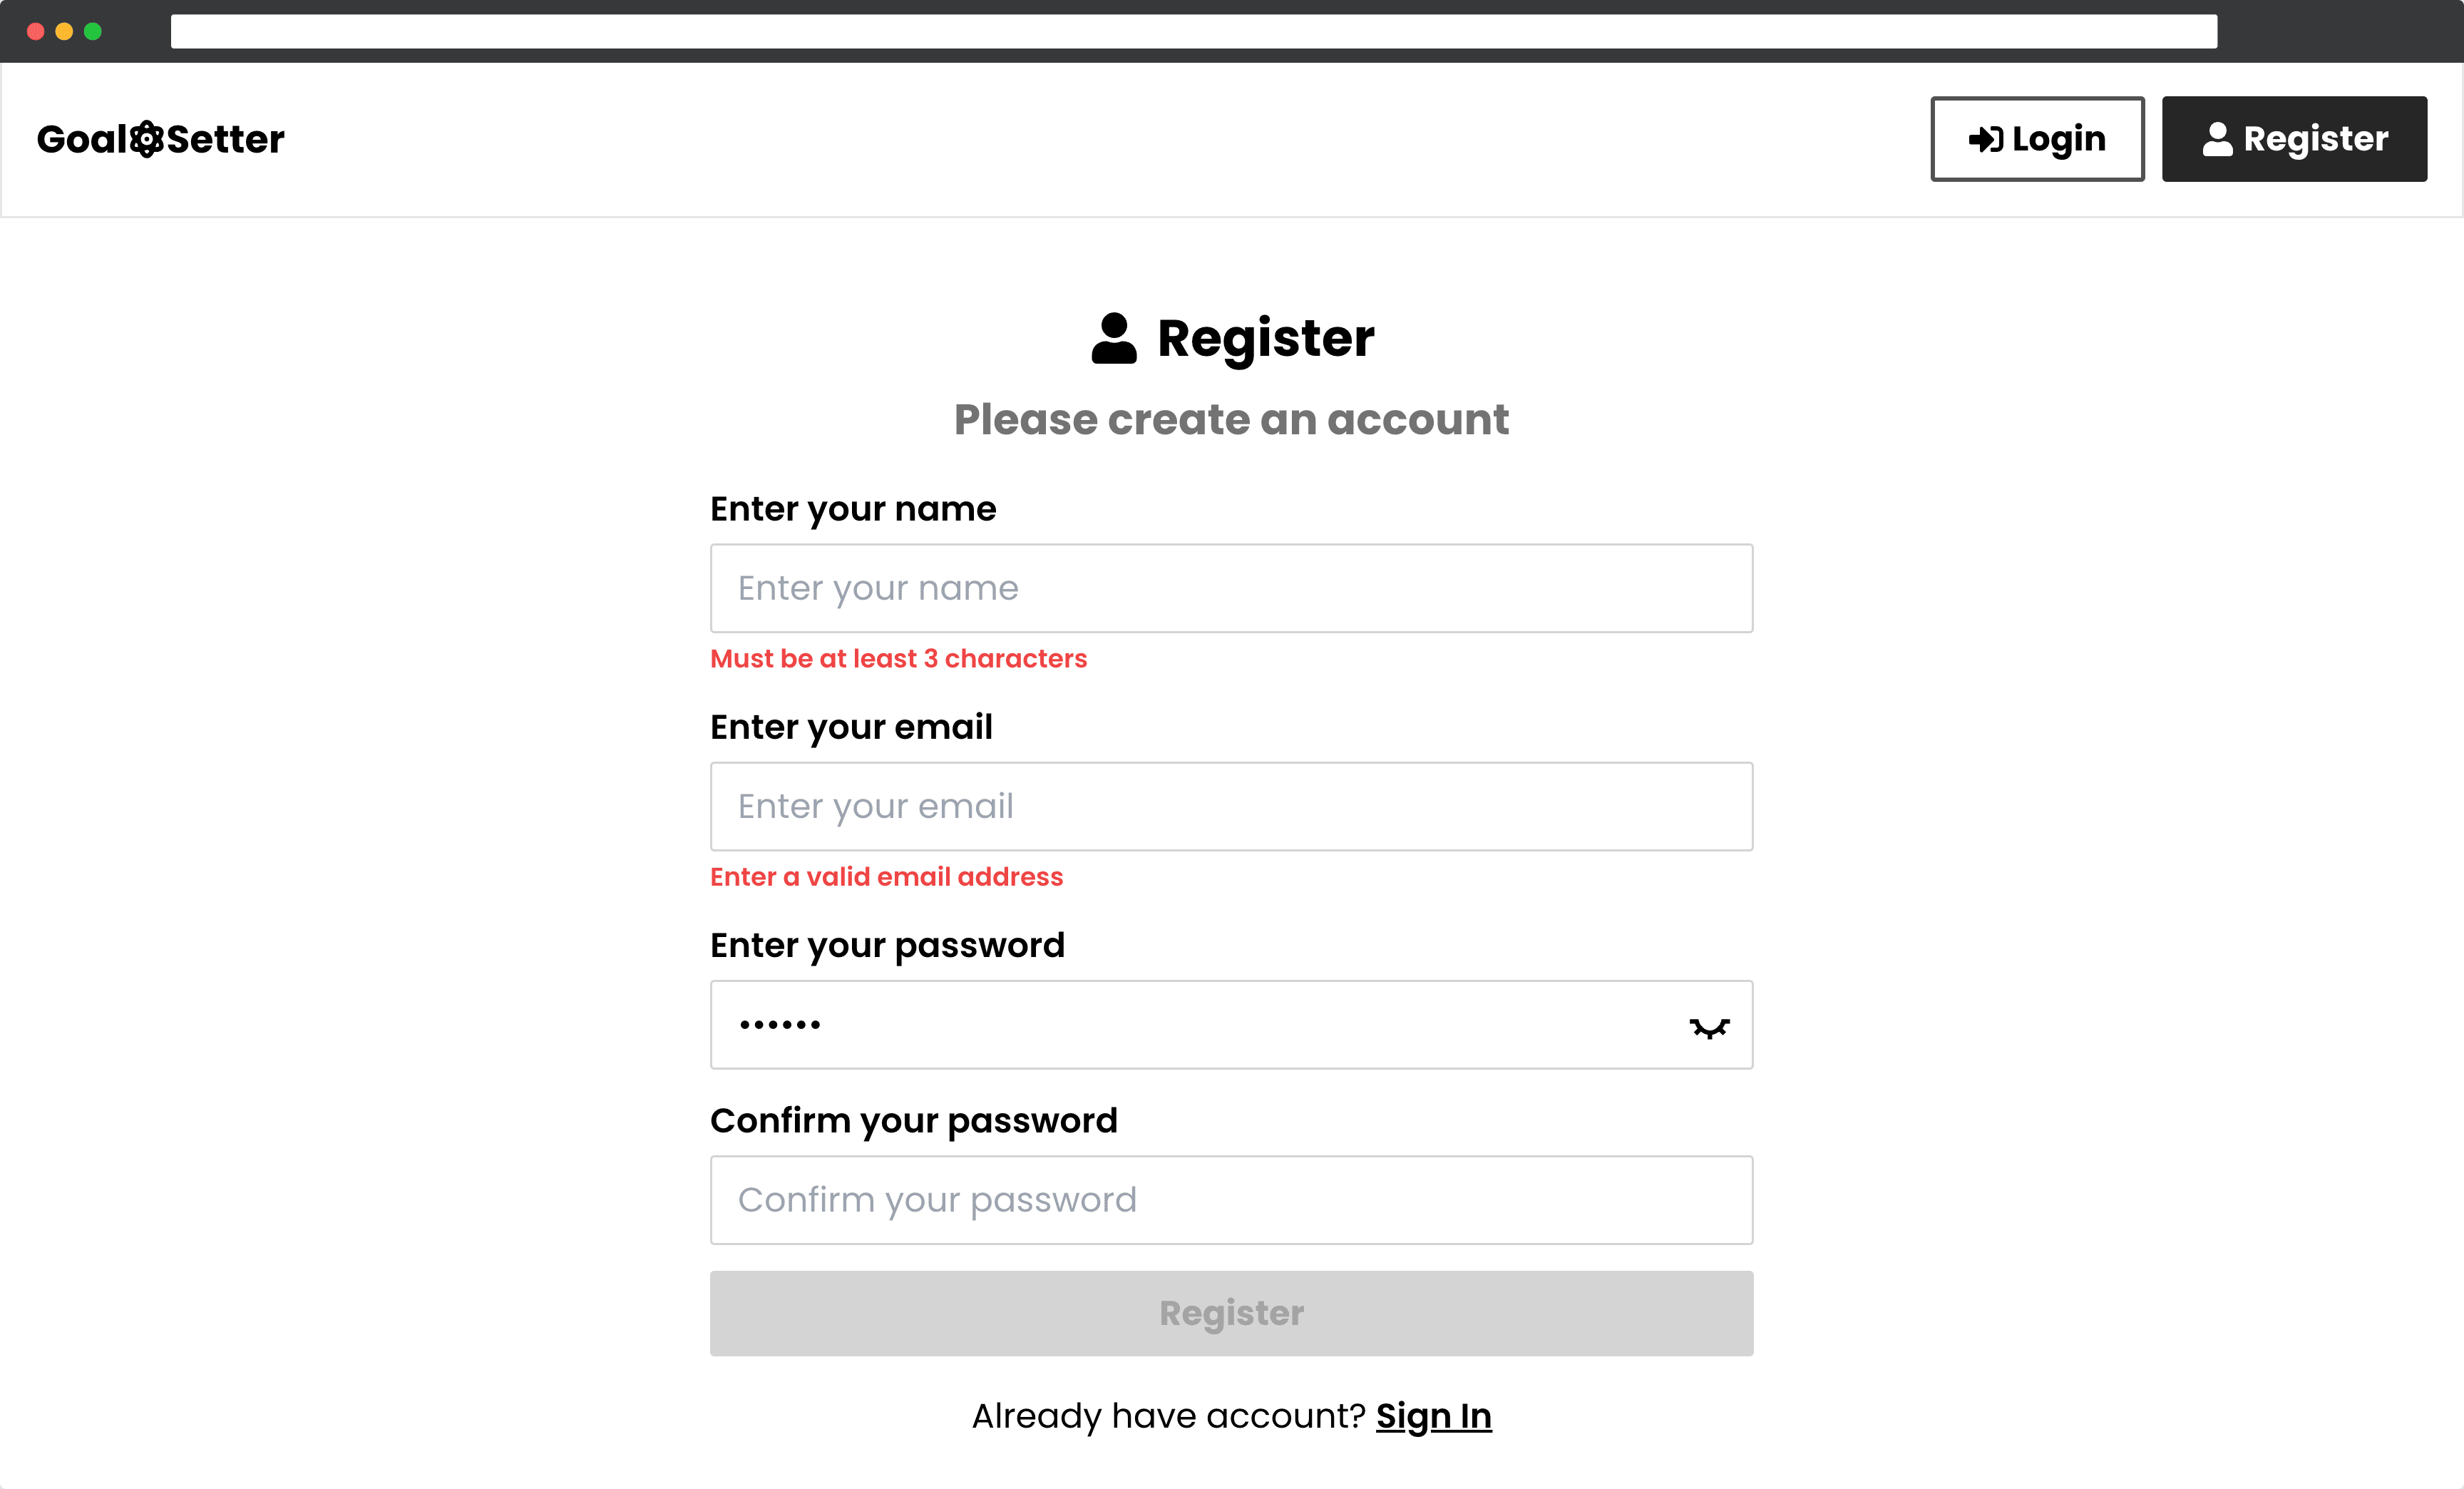 Goal Setter
Login
Register
Register
Please create an account
Enter your name
Enter your name
Must be at least 3 characters
Enter your email
Enter your email
Enter a valid email address
Enter your password
••••••
Confirm your password
Confirm your password
Register
Already have account? Sign In